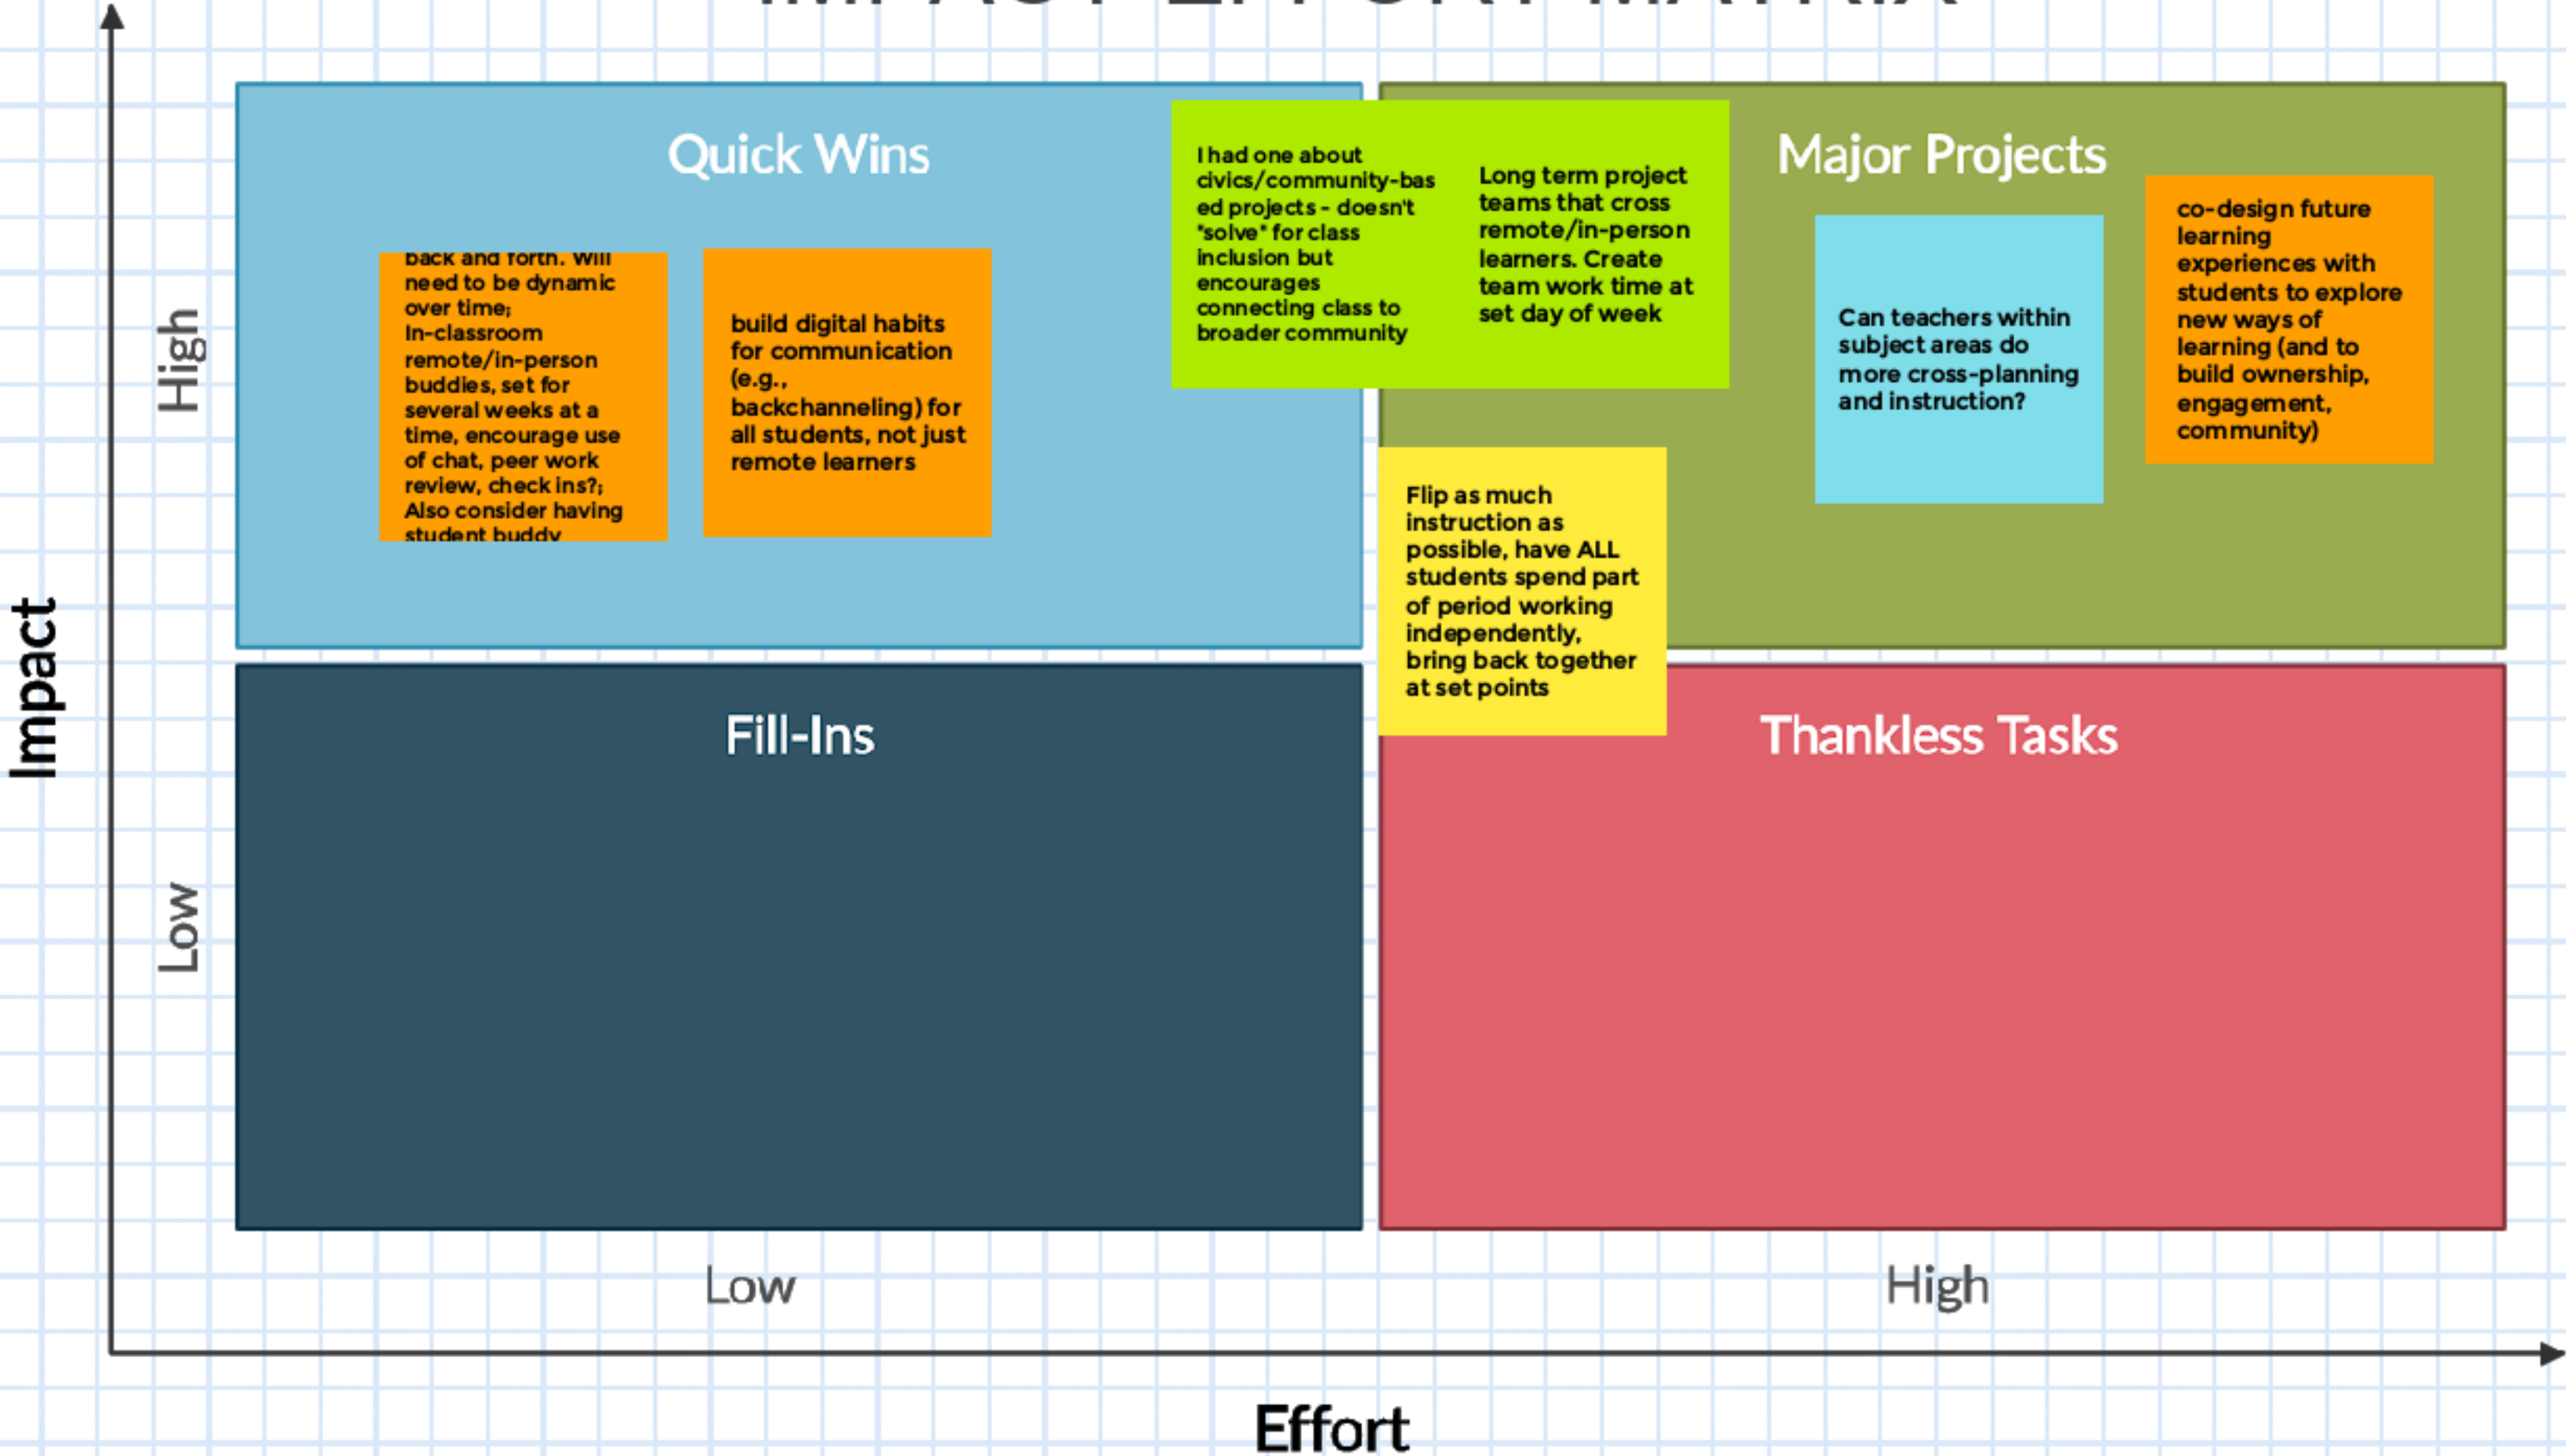 IMPACT EFFORT MATRIX
Quick Wins
back and forth. Will
need to be dynamic
over time;
In-classroom
remote/in-person
buddies, set for
several weeks at a
time, encourage use
of chat, peer work
review, check ins?;
Also consider having
student buddy
build digital habits
for communication
(e.g.,
backchanneling) for
all students, not just
remote learners
I had one about
civics/community-bas
ed projects - doesn't
"solve" for class
inclusion but
encourages
connecting class to
broader community
Long term project
teams that cross
remote/in-person
learners. Create
team work time at
set day of week
Major Projects
Can teachers within
subject areas do
more cross-planning
and instruction?
co-design future
learning
experiences with
students to explore
new ways of
learning (and to
build ownership,
engagement,
community)
Flip as much
instruction as
possible, have ALL
students spend part
of period working
independently,
bring back together
at set points
Fill-Ins
Thankless Tasks
High
Impact
Low
Low
High
Effort